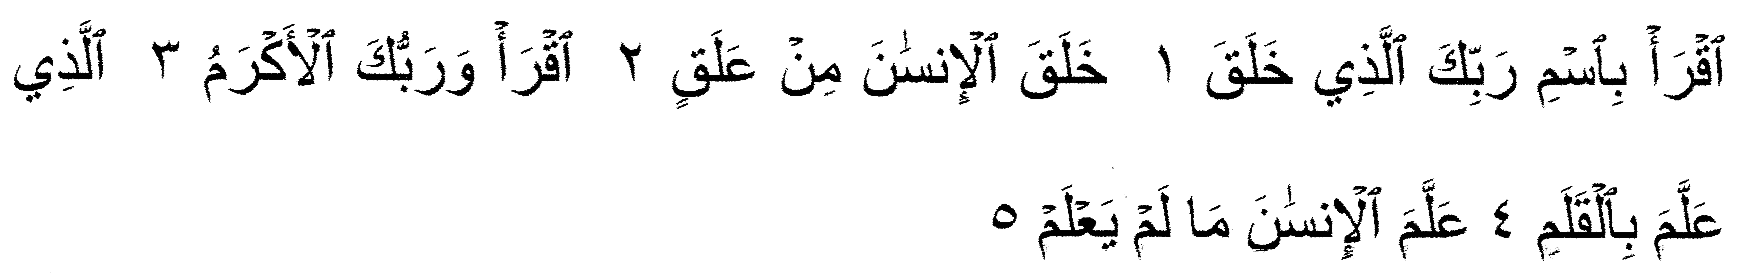 ٱقۡرَأۡ بِٱسۡمِ رَبِّكَ ٱلَّذِي خَلَقَ ١ خَلَقَ ٱلۡإِنسَٰنَ مِنۡ عَلَقٍ ٢ ٱقۡرَأۡ وَرَبُّكَ ٱلۡأَكۡرَمُ ٣ ٱلَّذِي
عَلَّمَ بِٱلۡقَلَمِ ٤ عَلَّمَ ٱلۡإِنسَٰنَ مَا لَمۡ يَعۡلَمۡ ٥